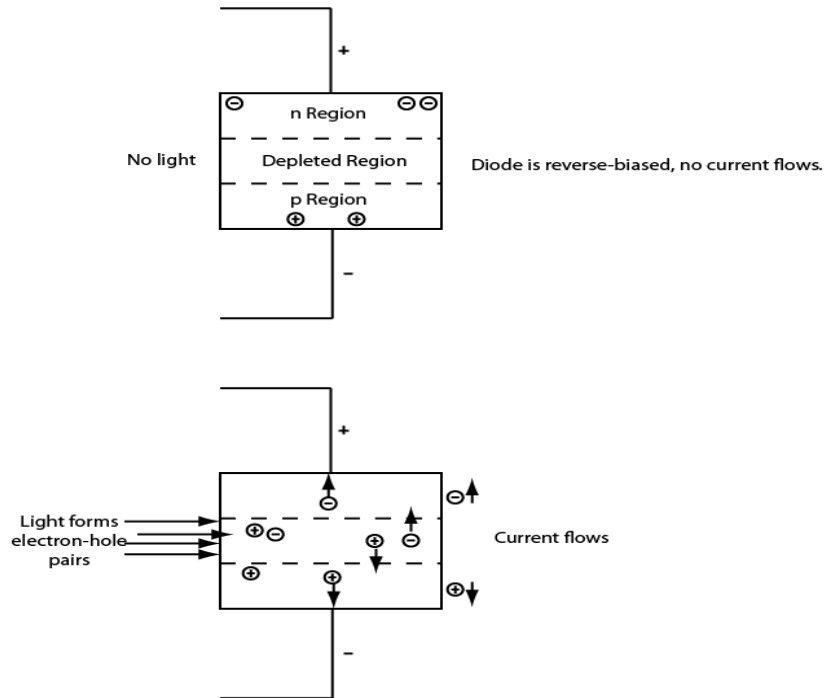 +
n Region
No light
Depleted Region
Diode is reverse-biased, no current flows.
p Region
−
+
Light forms
electron-hole
pairs
Current flows
−